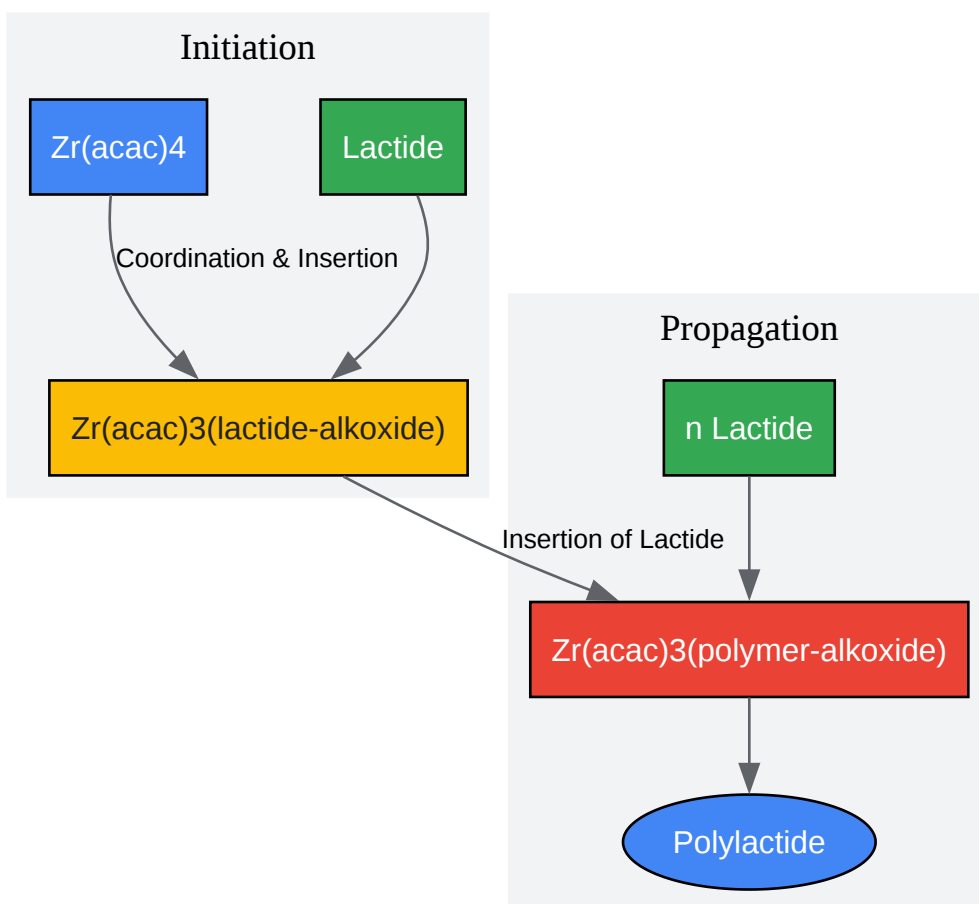 Initiation
Zr(acac)4
Lactide
Coordination & Insertion
Zr(acac)3(lactide-alkoxide)
Propagation
n Lactide
Insertion of Lactide
Zr(acac)3(polymer-alkoxide)
Polylactide